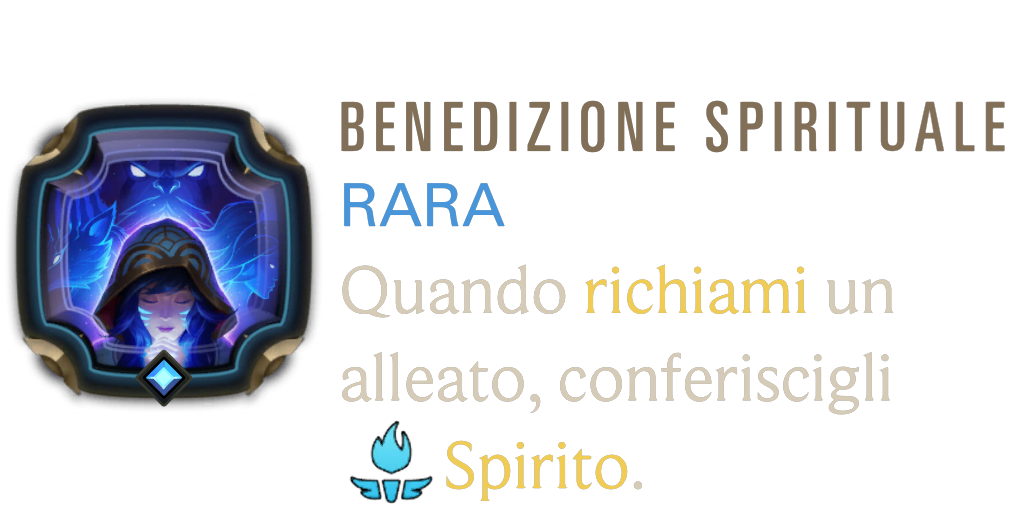 BENEDIZIONE SPIRITUALE
RARA
Quando richiami un
alleato, conferiscigli
Spirito.